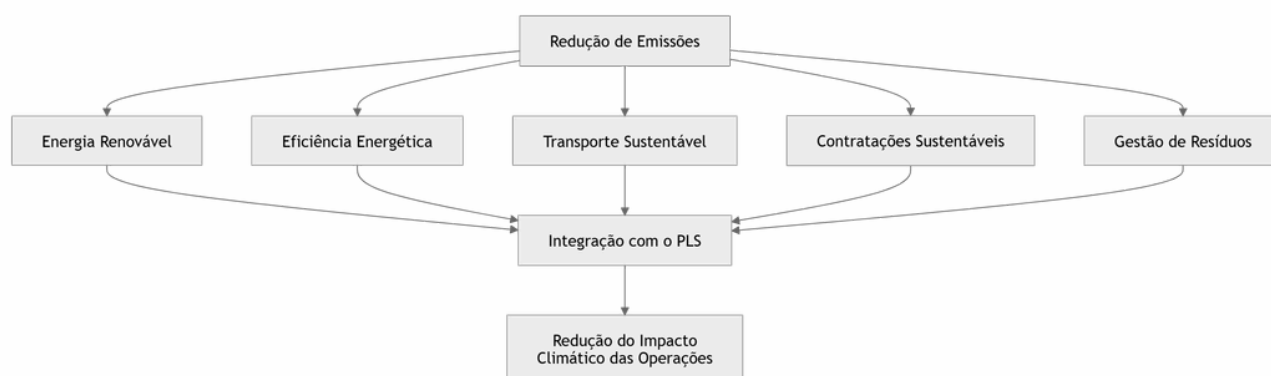 Redução de Emissões
Energia Renovável
Eficiência Energética
Transporte Sustentável
Contratações Sustentáveis
Gestão de Resíduos
Integração com o PLS
Redução do Impacto
Climático das Operações